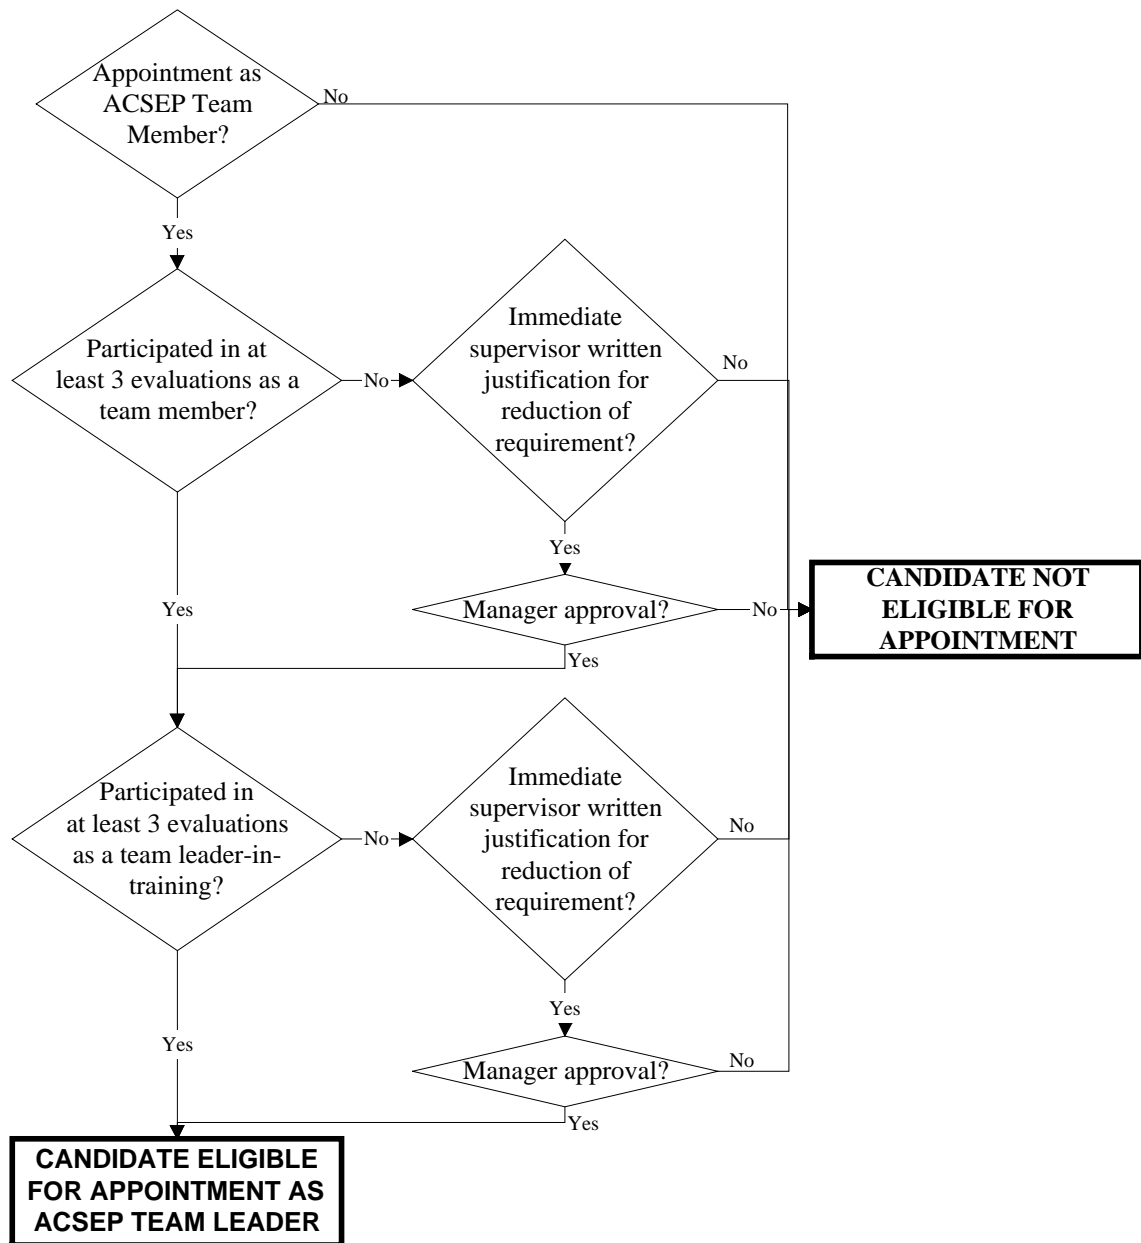 Appointment as
ACSEP Team
Member?
No
Yes
Participated in at
least 3 evaluations as a
team member?
No
Immediate
supervisor written
justification for
reduction of
requirement?
No
Yes
Yes
Manager approval?
No
Yes
CANDIDATE NOT
ELIGIBLE FOR
APPOINTMENT
Participated in
at least 3 evaluations
as a team leader-in-
training?
No
Immediate
supervisor written
justification for
reduction of
requirement?
No
Yes
Yes
Manager approval?
No
Yes
CANDIDATE ELIGIBLE
FOR APPOINTMENT AS
ACSEP TEAM LEADER